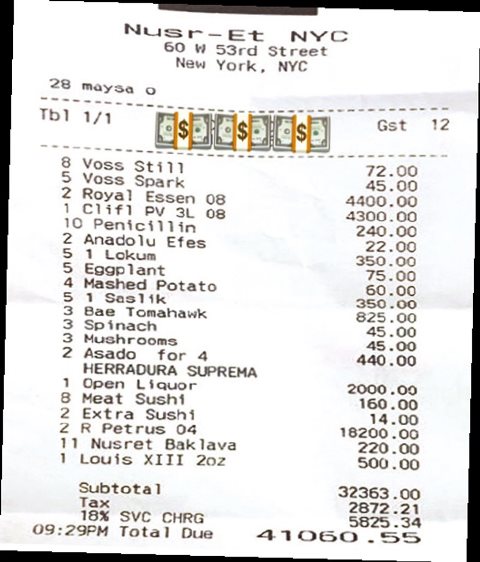 Nusr-Et NYC
60 W 53rd Street
New York, NYC
28 maysa o
Tbl 1/1 Gst 12
8 Voss Still 72.00
5 Voss Spark 45.00
2 Royal Essen 08 4400.00
1 Clifl PV 3L 08 4300.00
10 Penicillin 240.00
2 Anadolu Efes 22.00
5 1 Lokum 350.00
5 Eggplant 75.00
4 Mashed Potato 60.00
5 1 Saslik 350.00
3 Bae Tomahawk 825.00
3 Spinach 45.00
3 Mushrooms 45.00
2 Asado for 4 440.00
HERRADURA SUPREMA
1 Open Liquor 2000.00
8 Meat Sushi 160.00
2 Extra Sushi 14.00
2 R Petrus 04 18200.00
11 Nusret Baklava 220.00
1 Louis XIII 2oz 500.00
Subtotal 32363.00
Tax 2872.21
18% SVC CHRG 5825.34
09:29PM Total Due 41060.55